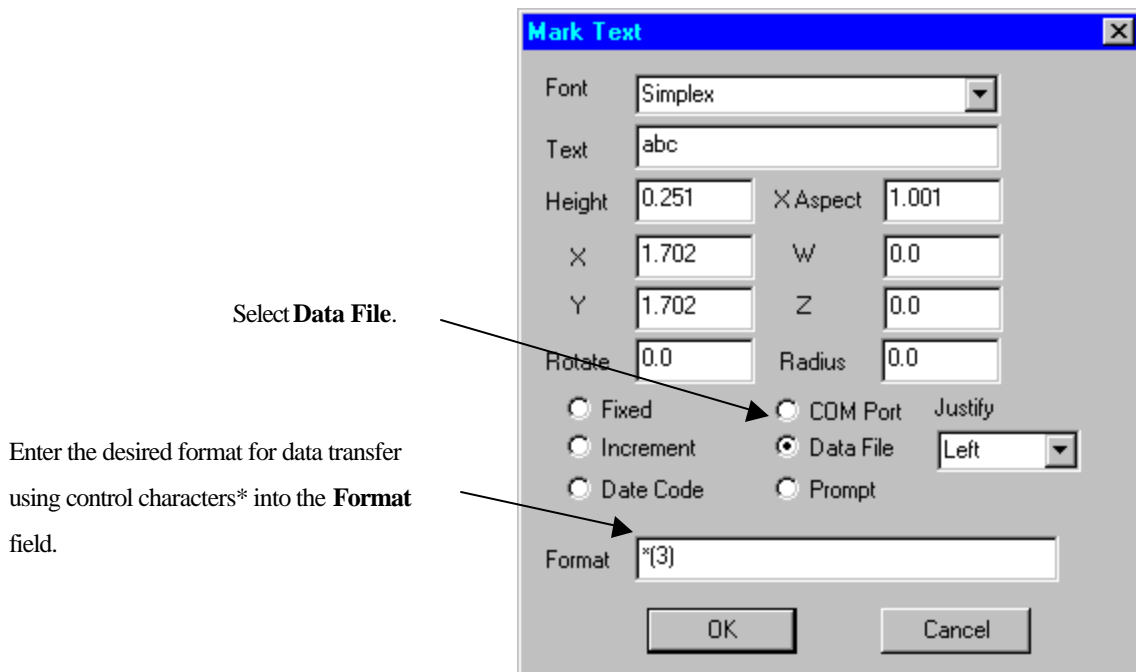 Mark Text
Font Simplex
Text abc
Height 0.251 X Aspect 1.001
X 1.702 W 0.0
Y 1.702 Z 0.0
Select Data File.
Rotate 0.0 Radius 0.0
Fixed COM Port Justify
Increment Data File Left
Date Code Prompt
Enter the desired format for data transfer
using control characters* into the Format
field.
Format *(3)
OK Cancel